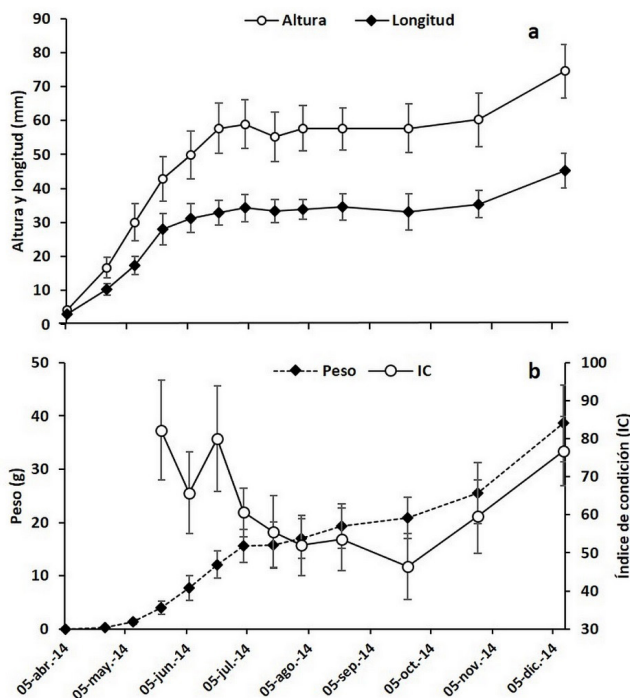 Altura Longitud a
90
80
70
60
50
40
30
20
10
0
Altura y longitud (mm)
Peso IC b
50
40
30
20
10
0
Peso (g)
100
90
80
70
60
50
40
30
Índice de condición (IC)
05-abr.-14
05-may.-14
05-jun.-14
05-jul.-14
05-ago.-14
05-sep.-14
05-oct.-14
05-nov.-14
05-dic.-14